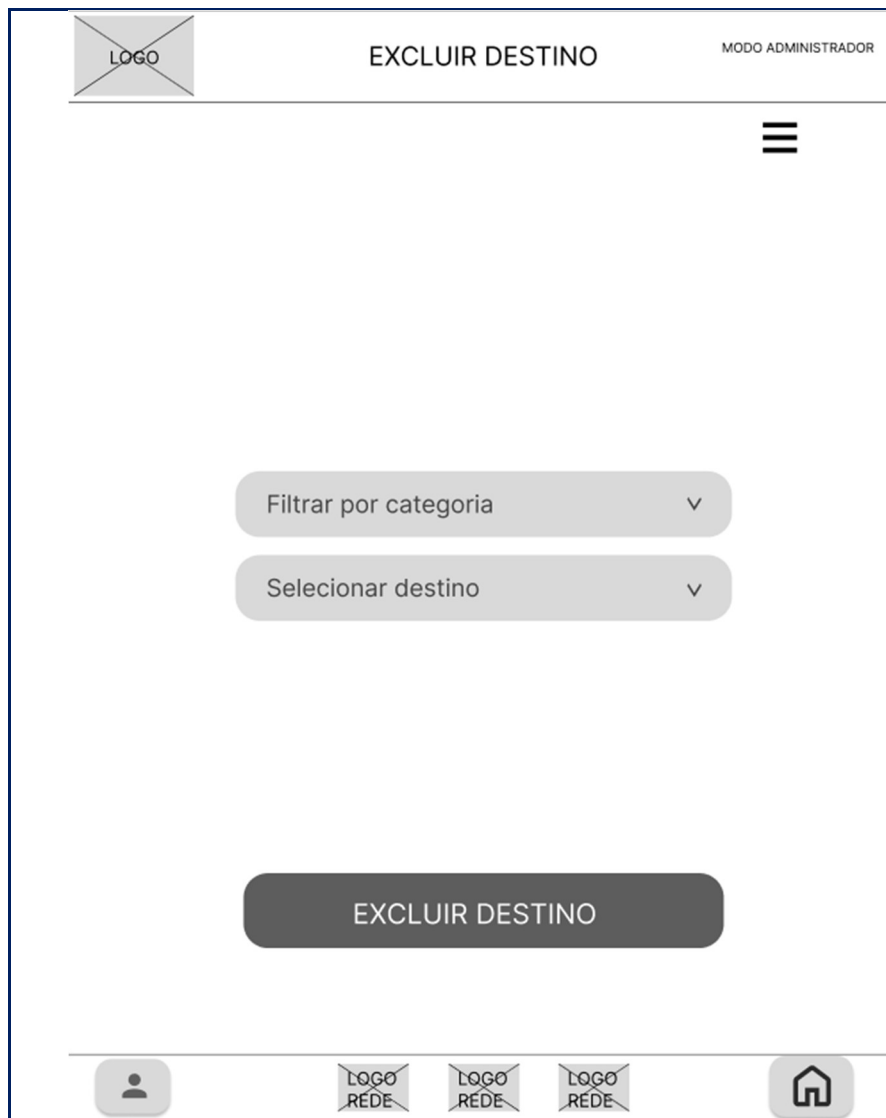 LOGO
EXCLUIR DESTINO
MODO ADMINISTRADOR
Filtrar por categoria
Selecionar destino
EXCLUIR DESTINO
LOGO
REDE
LOGO
REDE
LOGO
REDE